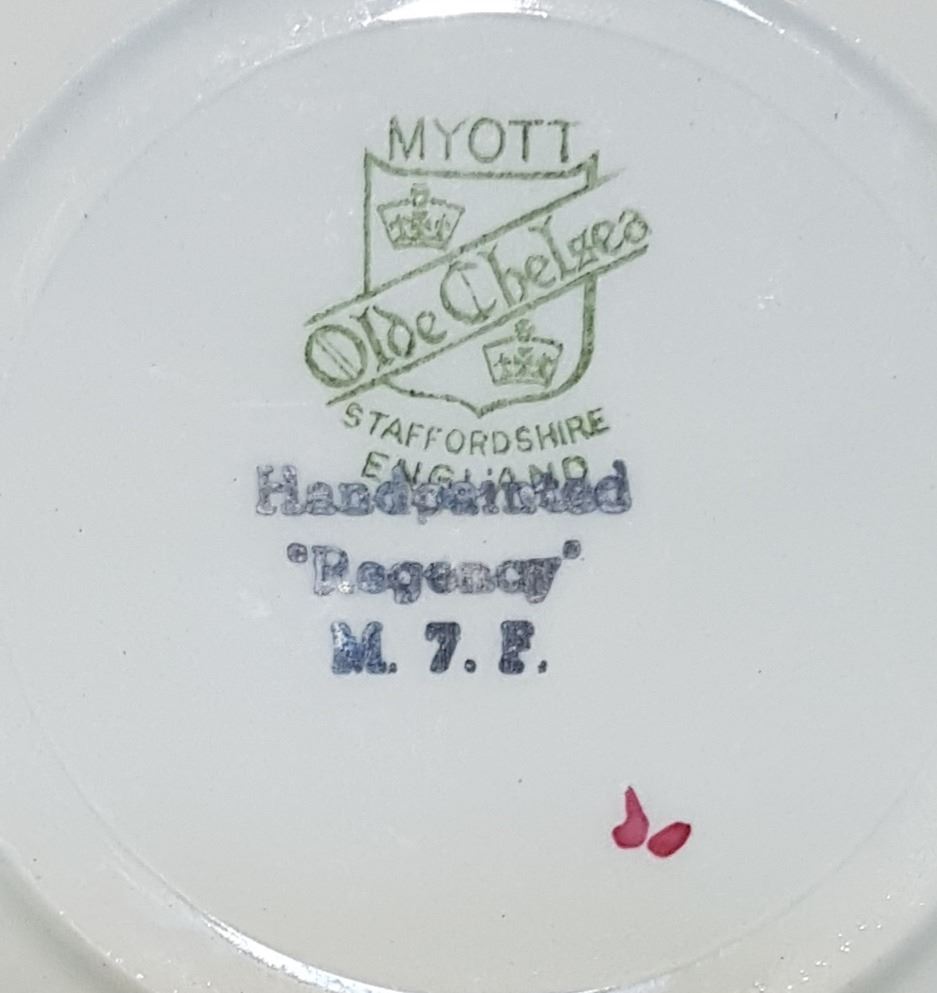 MYOTT
Olde Chelsea
STAFFORDSHIRE
ENGLAND
Handpainted
"Regency"
M. 7. F.